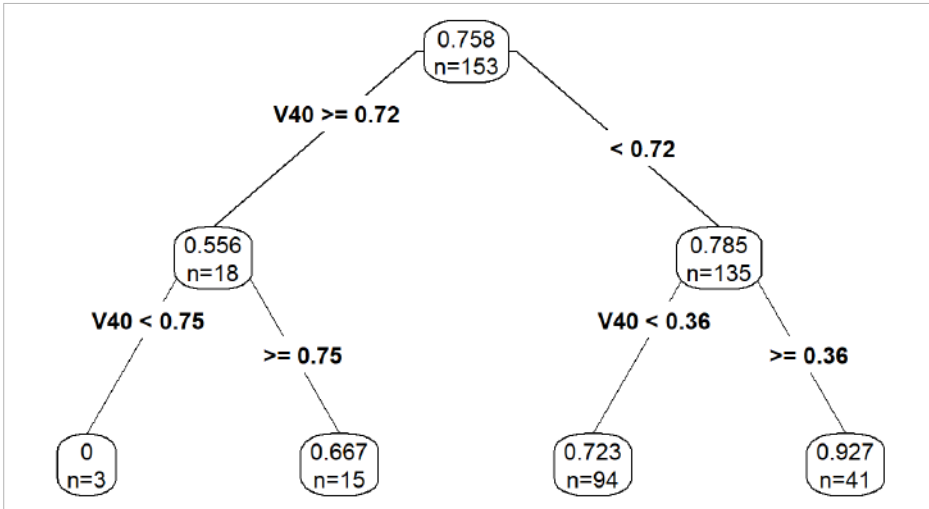 0.758
n=153
V40 >= 0.72
< 0.72
0.556
n=18
0.785
n=135
V40 < 0.75
>= 0.75
V40 < 0.36
>= 0.36
0
n=3
0.667
n=15
0.723
n=94
0.927
n=41